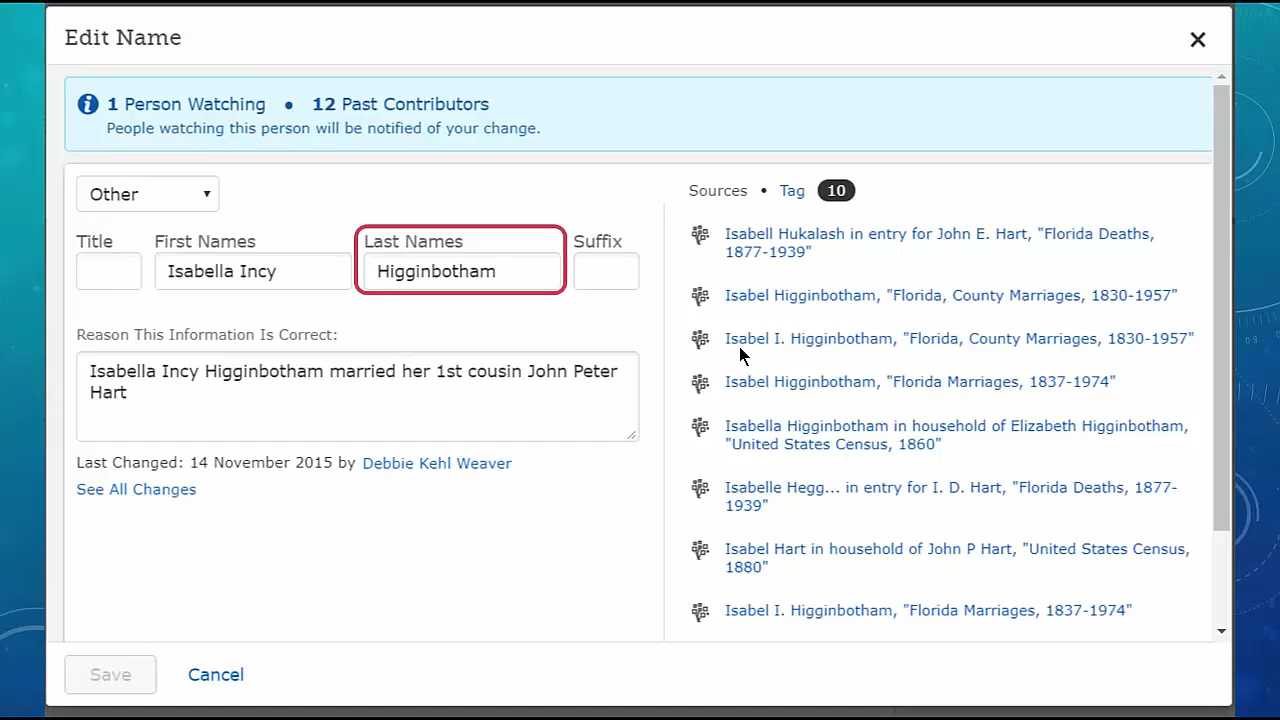 Edit Name
×
1 Person Watching • 12 Past Contributors
People watching this person will be notified of your change.
Other
Title
First Names
Last Names
Suffix
Isabella Incy
Higginbotham
Reason This Information Is Correct:
Isabella Incy Higginbotham married her 1st cousin John Peter
Hart
Last Changed: 14 November 2015 by Debbie Kehl Weaver
See All Changes
Sources • Tag 10
Isabell Hukalash in entry for John E. Hart, "Florida Deaths,
1877-1939"
Isabel Higginbotham, "Florida, County Marriages, 1830-1957"
Isabel I. Higginbotham, "Florida, County Marriages, 1830-1957"
Isabel Higginbotham, "Florida Marriages, 1837-1974"
Isabella Higginbotham in household of Elizabeth Higginbotham,
"United States Census, 1860"
Isabelle Hegg... in entry for I. D. Hart, "Florida Deaths, 1877-
1939"
Isabel Hart in household of John P Hart, "United States Census,
1880"
Isabel I. Higginbotham, "Florida Marriages, 1837-1974"
Save
Cancel